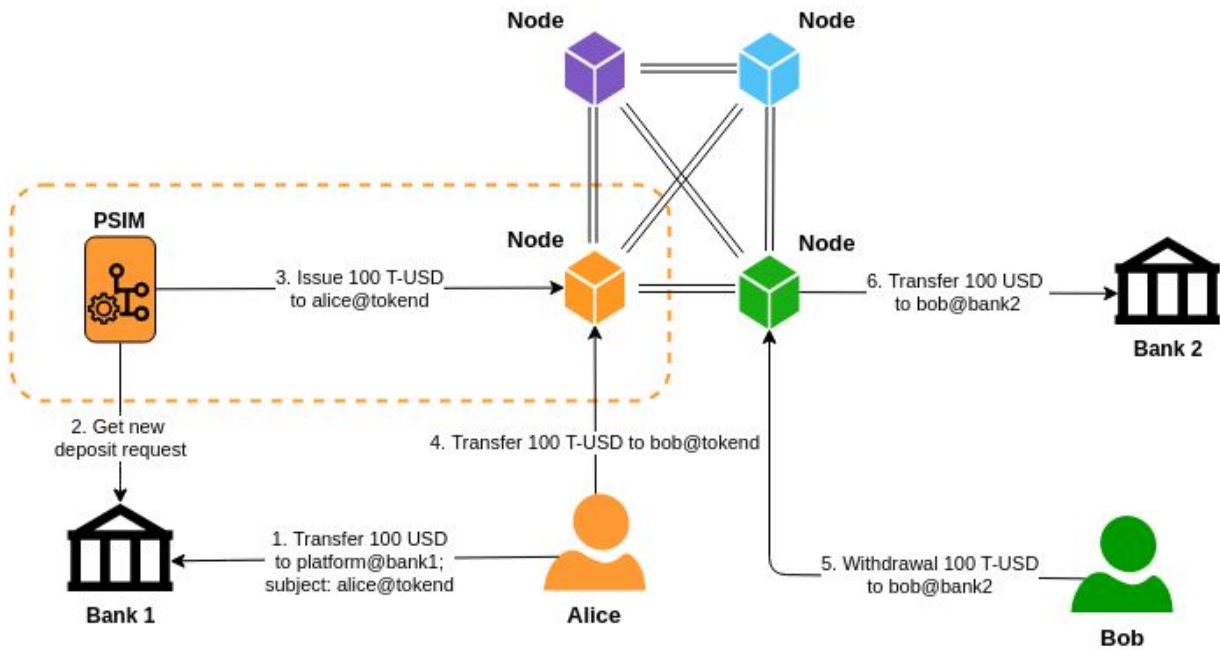 Node
Node
PSIM
Node
Node
3. Issue 100 T-USD
to alice@tokend
6. Transfer 100 USD
to bob@bank2
Bank 2
2. Get new
deposit request
4. Transfer 100 T-USD to bob@tokend
1. Transfer 100 USD
to platform@bank1;
subject: alice@tokend
5. Withdrawal 100 T-USD
to bob@bank2
Bank 1
Alice
Bob